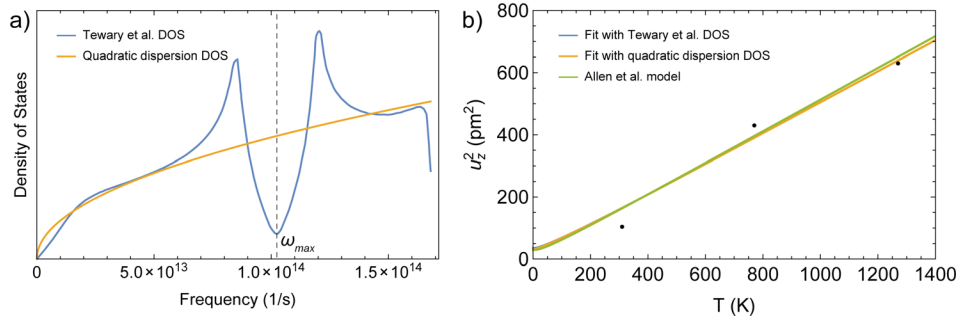 a)
Tewary et al. DOS
Quadratic dispersion DOS
Density of States
ω_max
0
5.0×10^13
1.0×10^14
1.5×10^14
Frequency (1/s)
b)
800
600
400
200
0
u_z^2 (pm^2)
Fit with Tewary et al. DOS
Fit with quadratic dispersion DOS
Allen et al. model
0 200 400 600 800 1000 1200 1400
T (K)